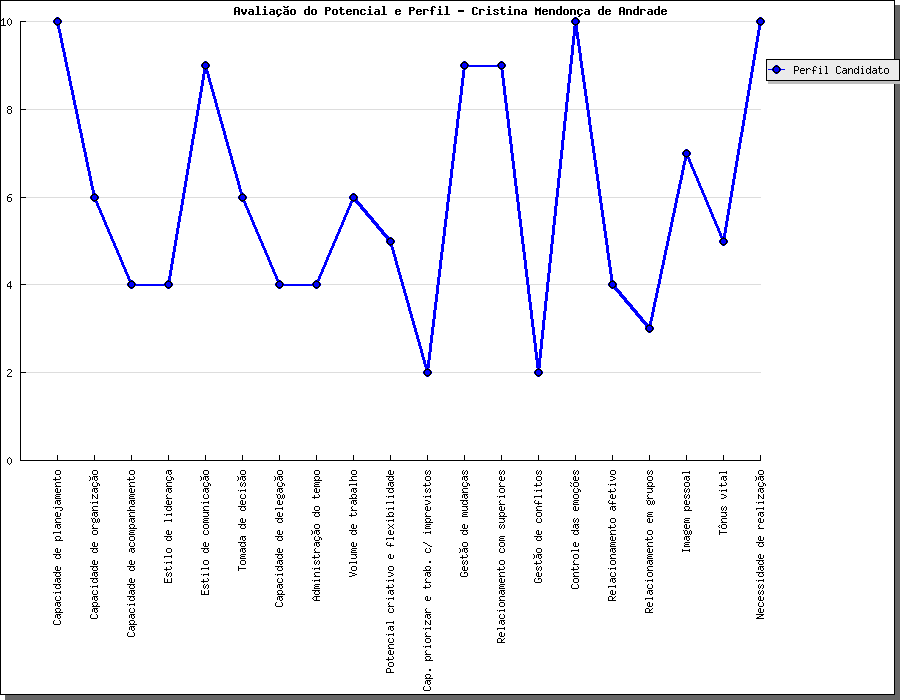 Avaliação do Potencial e Perfil - Cristina Mendonça de Andrade
10
8
6
4
2
0
Perfil Candidato
Capacidade de planejamento
Capacidade de organização
Capacidade de acompanhamento
Estilo de liderança
Estilo de comunicação
Tomada de decisão
Capacidade de delegação
Administração do tempo
Volume de trabalho
Potencial criativo e flexibilidade
Cap. priorizar e trab. c/ imprevistos
Gestão de mudanças
Relacionamento com superiores
Gestão de conflitos
Controle das emoções
Relacionamento afetivo
Relacionamento em grupos
Imagem pessoal
Tônus vital
Necessidade de realização